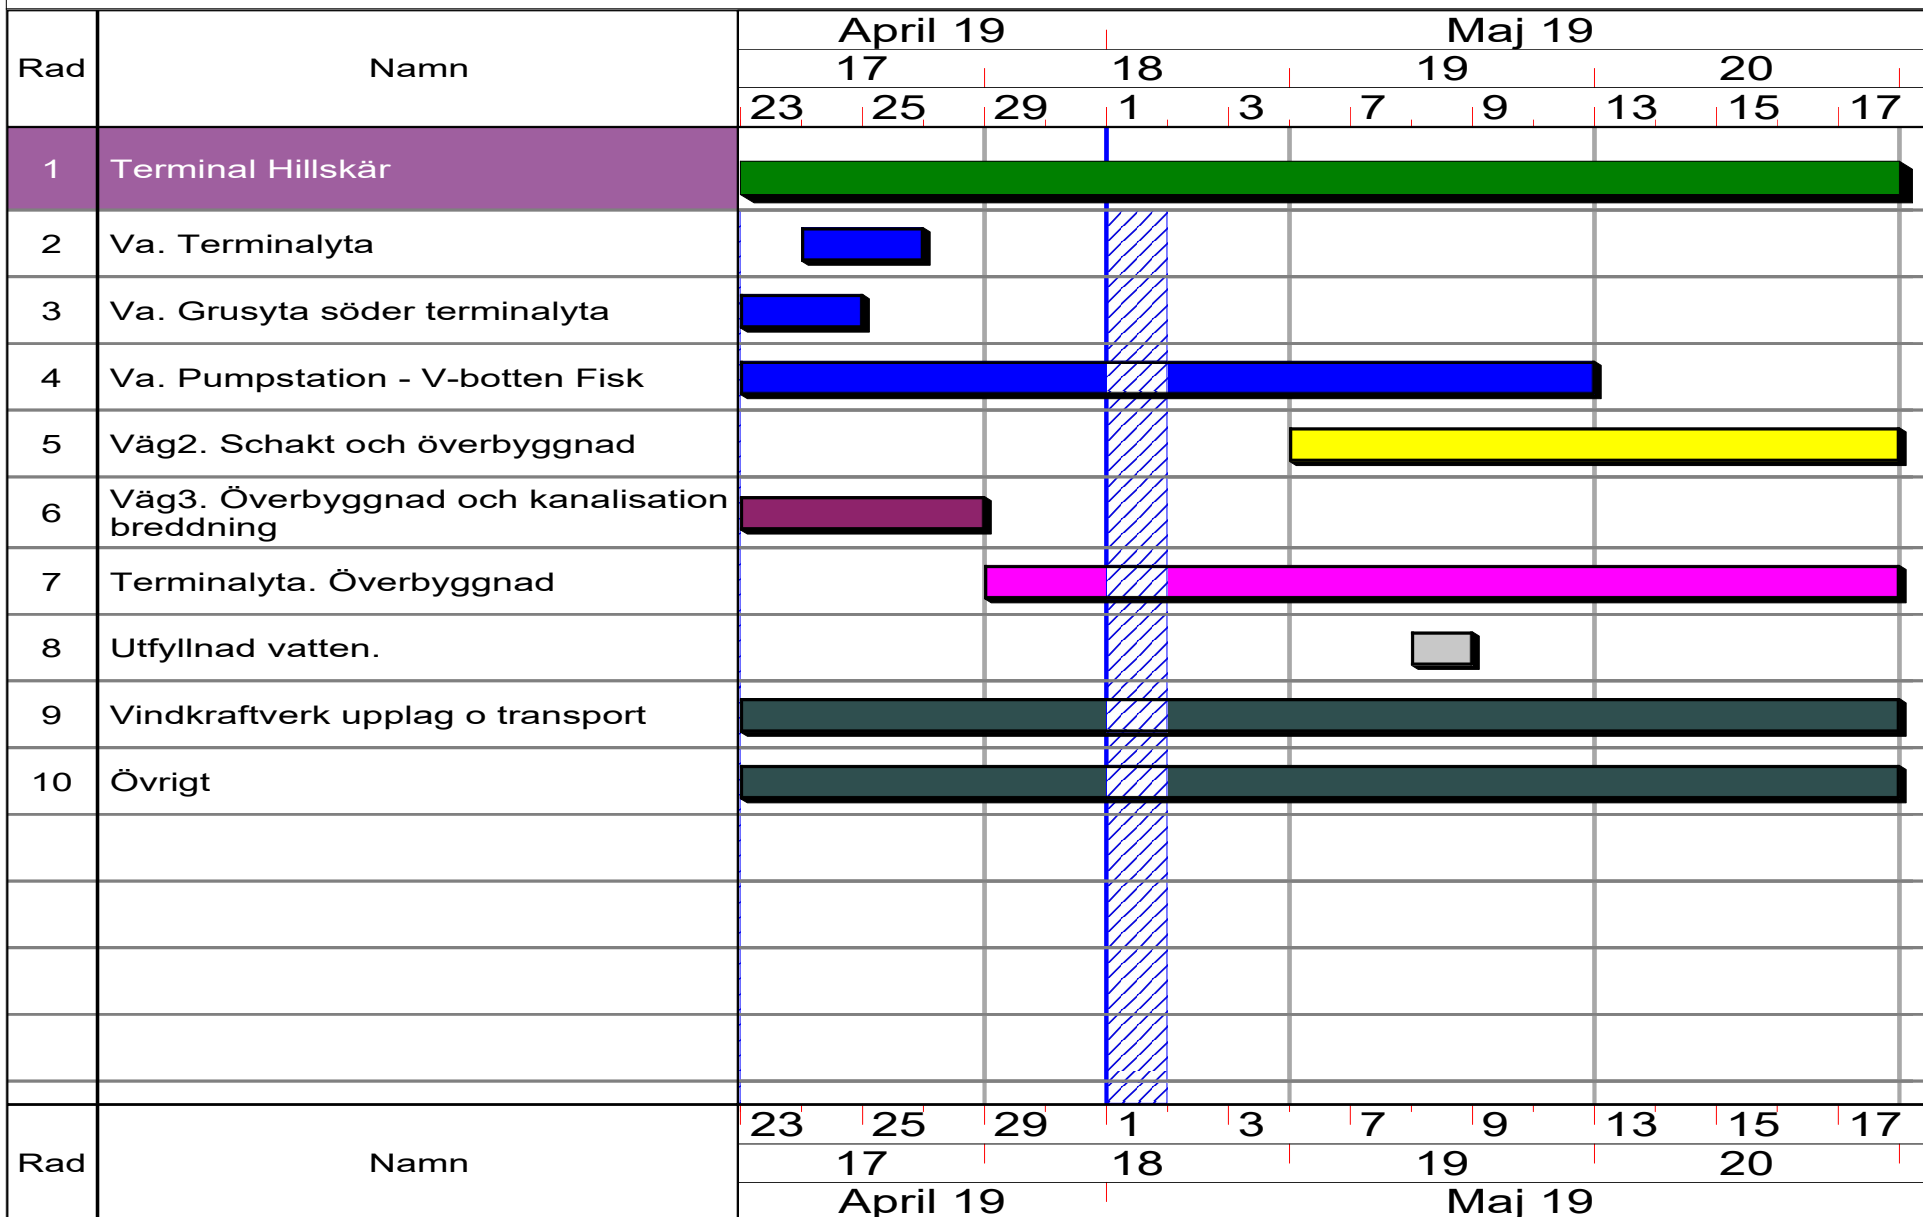 Rad Namn April 19 Maj 19
17 18 19 20
23 25 29 1 3 7 9 13 15 17
1 Terminal Hillskär
2 Va. Terminalyta
3 Va. Grusyta söder terminalyta
4 Va. Pumpstation - V-botten Fisk
5 Väg2. Schakt och överbyggnad
6 Väg3. Överbyggnad och kanalisation
breddning
7 Terminalyta. Överbyggnad
8 Utfyllnad vatten.
9 Vindkraftverk upplag o transport
10 Övrigt
23 25 29 1 3 7 9 13 15 17
Rad Namn 17 18 19 20
April 19 Maj 19